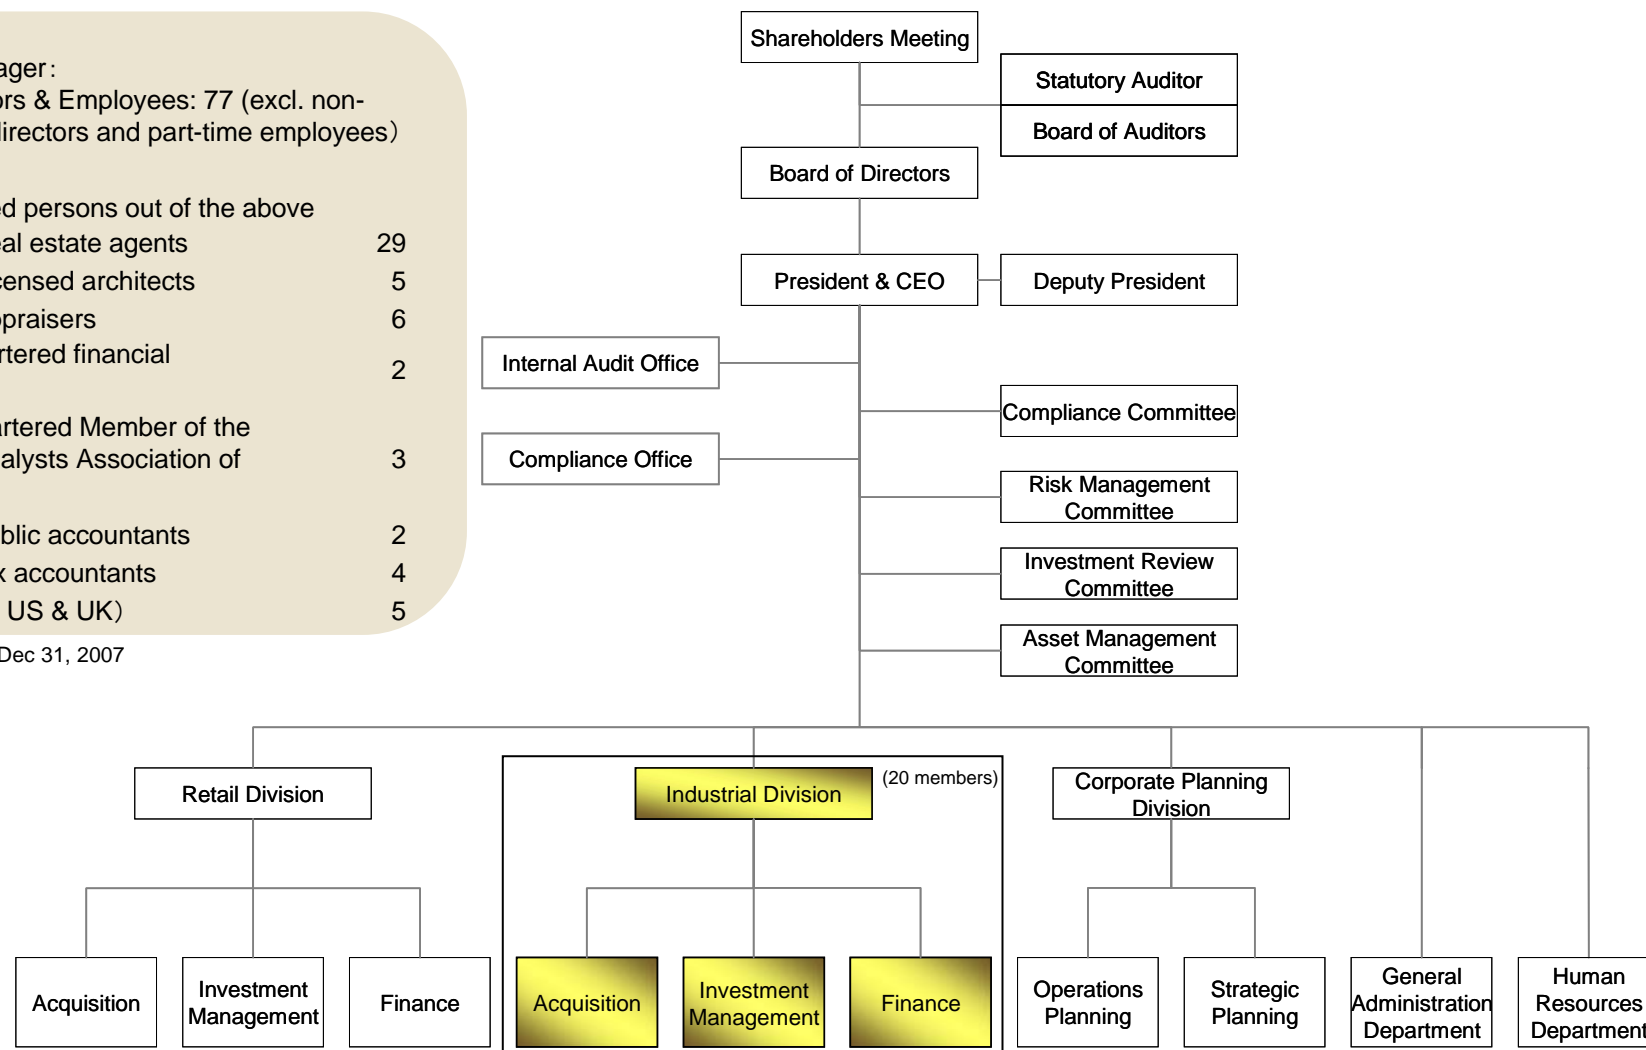 ager：
ors & Employees: 77 (excl. non-
directors and part-time employees）
ed persons out of the above
eal estate agents 29
censed architects 5
ppraisers 6
rtered financial
2
artered Member of the
alysts Association of 3
blic accountants 2
x accountants 4
US & UK） 5
Dec 31, 2007
Shareholders Meeting
Statutory Auditor
Board of Auditors
Board of Directors
President & CEO
Deputy President
Internal Audit Office
Compliance Committee
Compliance Office
Risk Management
Committee
Investment Review
Committee
Asset Management
Committee
Retail Division
Industrial Division
(20 members)
Corporate Planning
Division
Acquisition
Investment
Management
Finance
Acquisition
Investment
Management
Finance
Operations
Planning
Strategic
Planning
General
Administration
Department
Human
Resources
Department